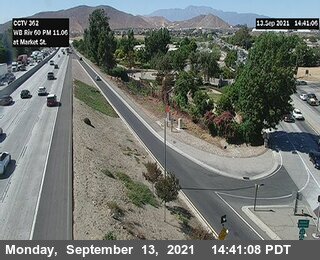 CCTV 362
WB Riv 60 PM 11.06
at Market St.
13 Sep 2021 14:41:06
Monday, September 13, 2021 14:41:08 PDT